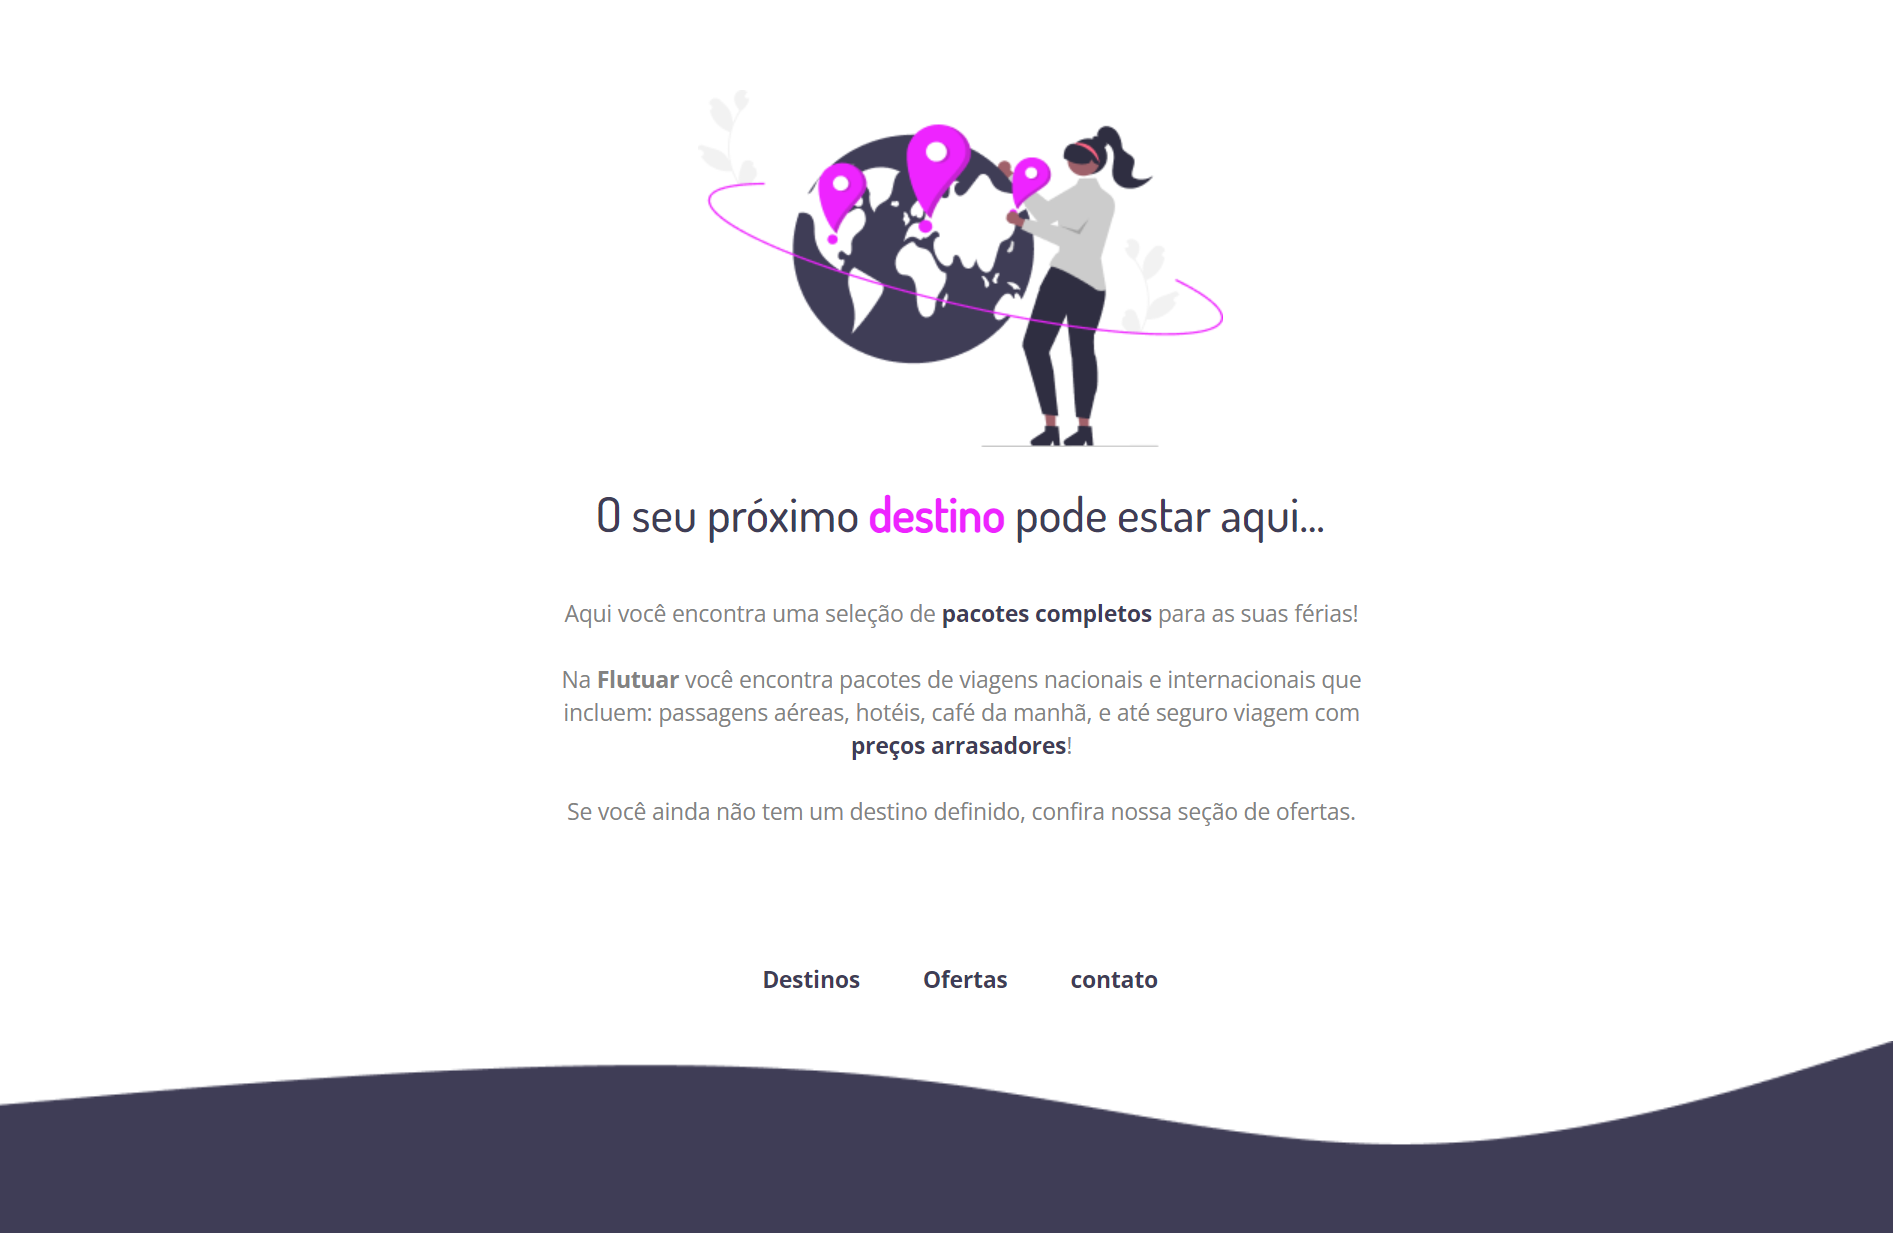 O seu próximo destino pode estar aqui...
Aqui você encontra uma seleção de pacotes completos para as suas férias!
Na Flutuar você encontra pacotes de viagens nacionais e internacionais que
incluem: passagens aéreas, hotéis, café da manhã, e até seguro viagem com
preços arrasadores!
Se você ainda não tem um destino definido, confira nossa seção de ofertas.
Destinos Ofertas contato